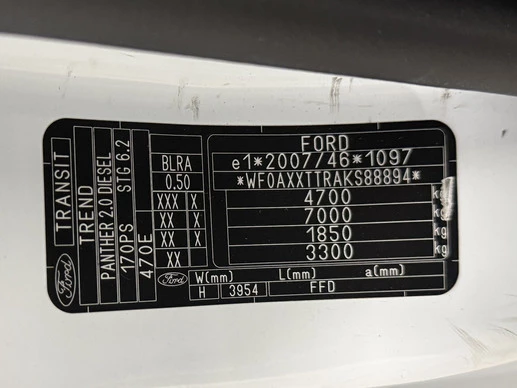 FORD
e1*2007/46*1097
*WF0AXXTTRAKS88894*
4700 kg
7000 kg
1850 kg
3300 kg
BLRA
0.50
XXX X
XX X
XX X
XX
W(mm) L(mm) a(mm)
H 3954 FFD
Ford
TRANSIT
TREND
PANTHER 2.0 DIESEL
STG 6.2
170PS
470E
Ford